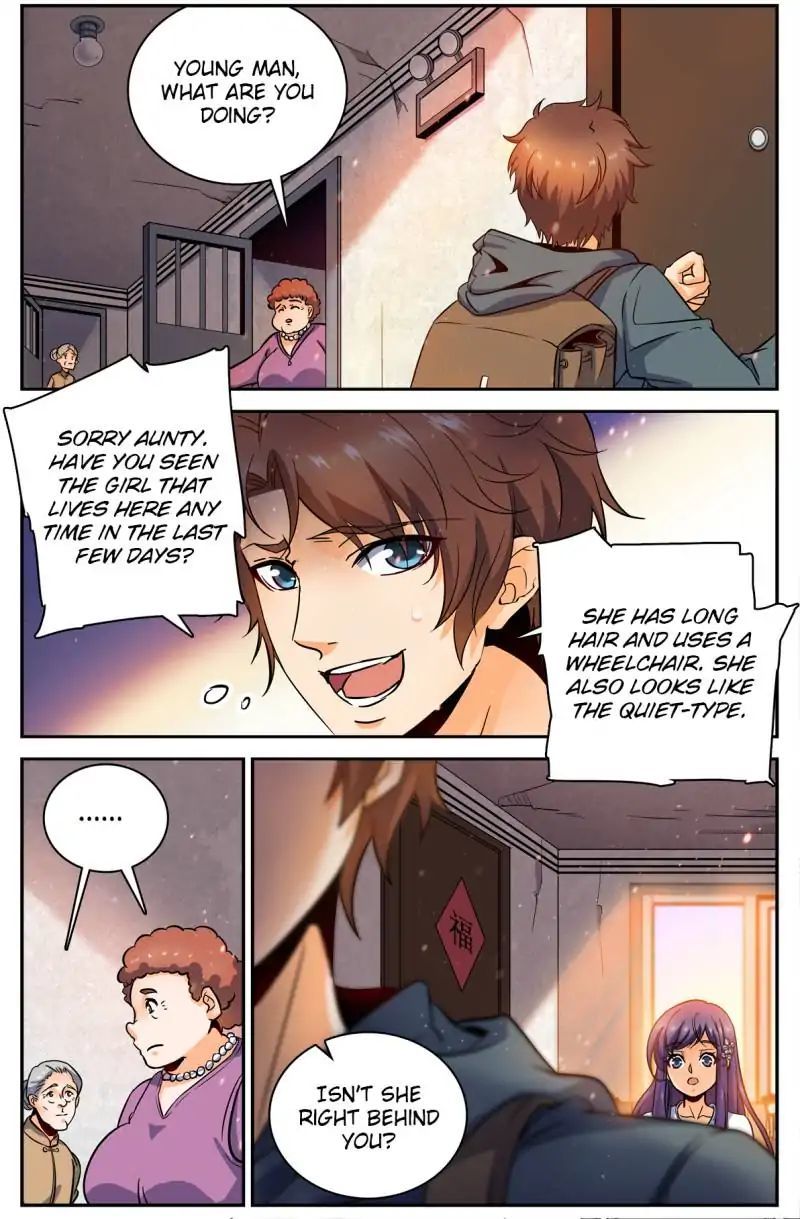 YOUNG MAN,
WHAT ARE YOU
DOING?
SORRY AUNTY.
HAVE YOU SEEN
THE GIRL THAT
LIVES HERE ANY
TIME IN THE LAST
FEW DAYS?
SHE HAS LONG
HAIR AND USES A
WHEELCHAIR. SHE
ALSO LOOKS LIKE
THE QUIET-TYPE.
......
福
ISN'T SHE
RIGHT BEHIND
YOU?